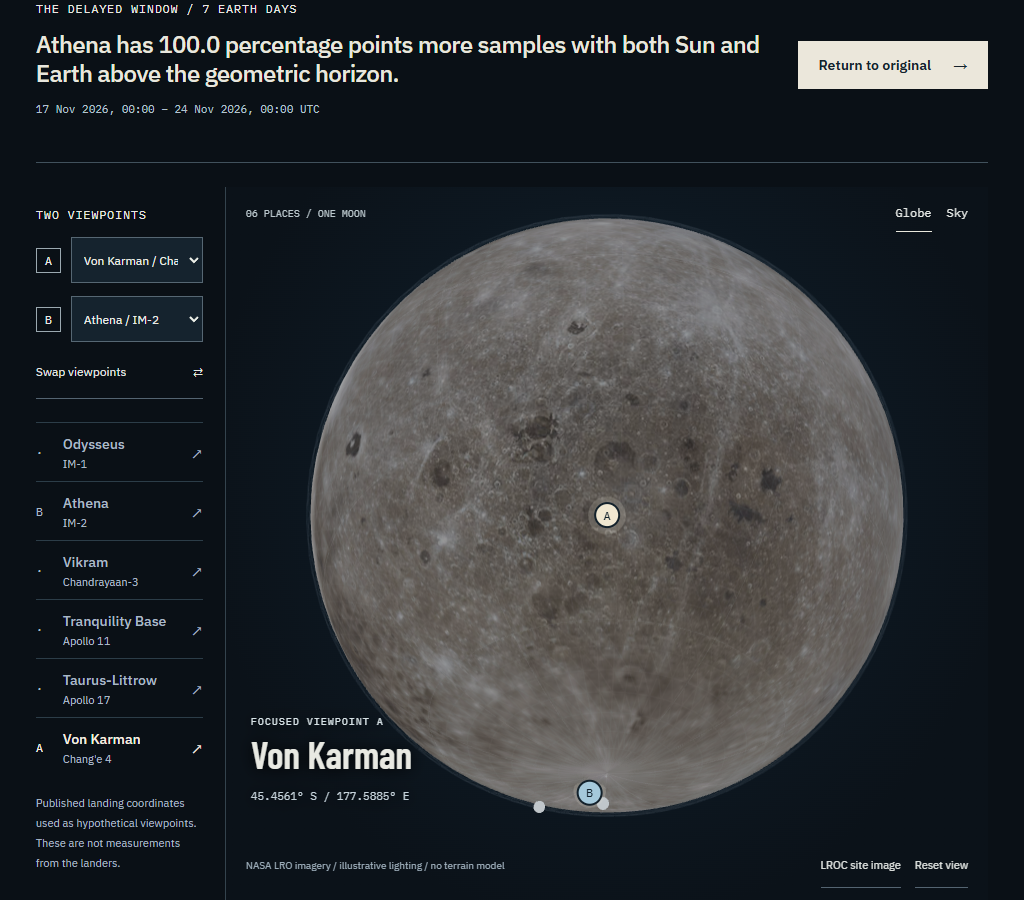 THE DELAYED WINDOW / 7 EARTH DAYS
Athena has 100.0 percentage points more samples with both Sun and
Earth above the geometric horizon.
Return to original →
17 Nov 2026, 00:00 – 24 Nov 2026, 00:00 UTC
TWO VIEWPOINTS
A Von Karman / Cha
B Athena / IM-2
Swap viewpoints ⇄
· Odysseus ↗
IM-1
B Athena ↗
IM-2
· Vikram ↗
Chandrayaan-3
· Tranquility Base ↗
Apollo 11
· Taurus-Littrow ↗
Apollo 17
A Von Karman ↗
Chang'e 4
Published landing coordinates
used as hypothetical viewpoints.
These are not measurements
from the landers.
06 PLACES / ONE MOON
Globe Sky
A
B
FOCUSED VIEWPOINT A
Von Karman
45.4561° S / 177.5885° E
NASA LRO imagery / illustrative lighting / no terrain model
LROC site image Reset view